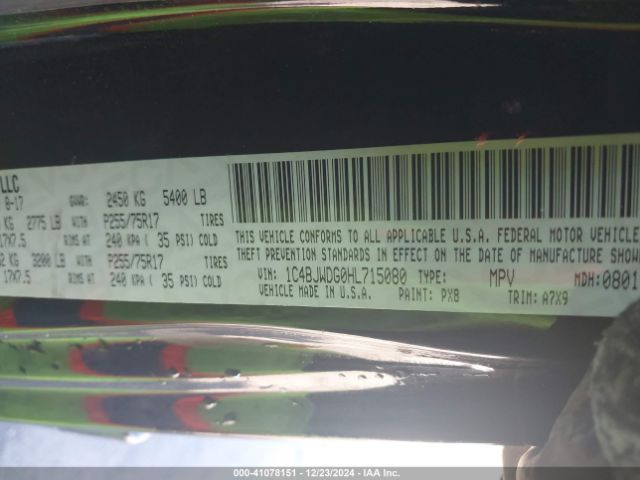 LLC
8-17 GVWR: 2450 KG 5400 LB
KG 2775 LB WITH P255/75R17 TIRES
17X7.5 RIMS AT 240 KPA ( 35 PSI) COLD
KG 3200 LB WITH P255/75R17 TIRES
17X7.5 RIMS AT 240 KPA ( 35 PSI) COLD
THIS VEHICLE CONFORMS TO ALL APPLICABLE U.S.A. FEDERAL MOTOR VEHICLE
THEFT PREVENTION STANDARDS IN EFFECT ON THE DATE OF MANUFACTURE SHOWN
VIN: 1C4BJWDG0HL715080 TYPE: MPV MDH:0801
VEHICLE MADE IN U.S.A. PAINT: PX8 TRIM: A7X9
000-41078151 | 12/23/2024 | IAA, Inc.